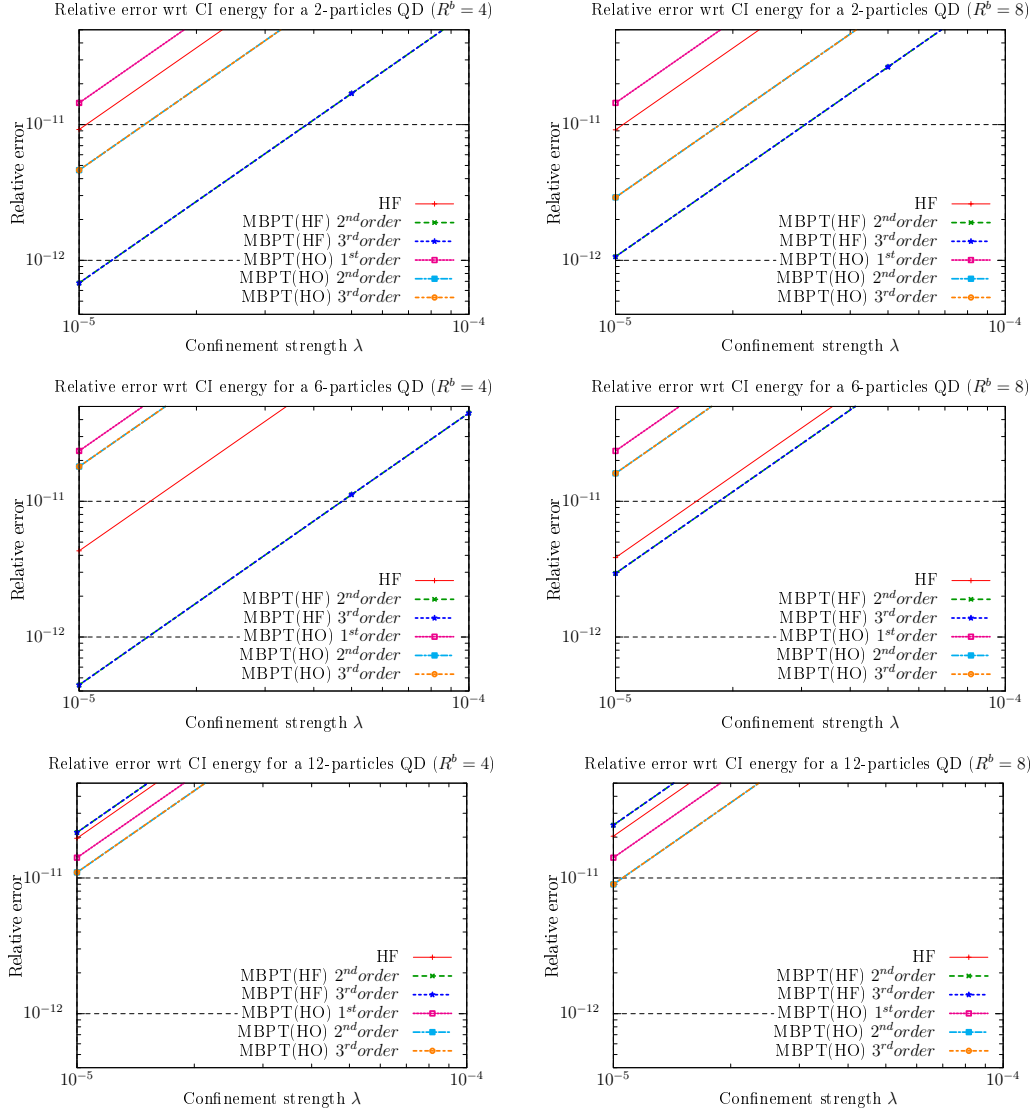 Relative error wrt CI energy for a 2-particles QD (R^b = 4)
Relative error
10^-11
10^-12
HF
MBPT(HF) 2^nd order
MBPT(HF) 3^rd order
MBPT(HO) 1^st order
MBPT(HO) 2^nd order
MBPT(HO) 3^rd order
10^-5
10^-4
Confinement strength λ
Relative error wrt CI energy for a 2-particles QD (R^b = 8)
Relative error
10^-11
10^-12
HF
MBPT(HF) 2^nd order
MBPT(HF) 3^rd order
MBPT(HO) 1^st order
MBPT(HO) 2^nd order
MBPT(HO) 3^rd order
10^-5
10^-4
Confinement strength λ
Relative error wrt CI energy for a 6-particles QD (R^b = 4)
Relative error
10^-11
10^-12
HF
MBPT(HF) 2^nd order
MBPT(HF) 3^rd order
MBPT(HO) 1^st order
MBPT(HO) 2^nd order
MBPT(HO) 3^rd order
10^-5
10^-4
Confinement strength λ
Relative error wrt CI energy for a 6-particles QD (R^b = 8)
Relative error
10^-11
10^-12
HF
MBPT(HF) 2^nd order
MBPT(HF) 3^rd order
MBPT(HO) 1^st order
MBPT(HO) 2^nd order
MBPT(HO) 3^rd order
10^-5
10^-4
Confinement strength λ
Relative error wrt CI energy for a 12-particles QD (R^b = 4)
Relative error
10^-11
10^-12
HF
MBPT(HF) 2^nd order
MBPT(HF) 3^rd order
MBPT(HO) 1^st order
MBPT(HO) 2^nd order
MBPT(HO) 3^rd order
10^-5
10^-4
Confinement strength λ
Relative error wrt CI energy for a 12-particles QD (R^b = 8)
Relative error
10^-11
10^-12
HF
MBPT(HF) 2^nd order
MBPT(HF) 3^rd order
MBPT(HO) 1^st order
MBPT(HO) 2^nd order
MBPT(HO) 3^rd order
10^-5
10^-4
Confinement strength λ